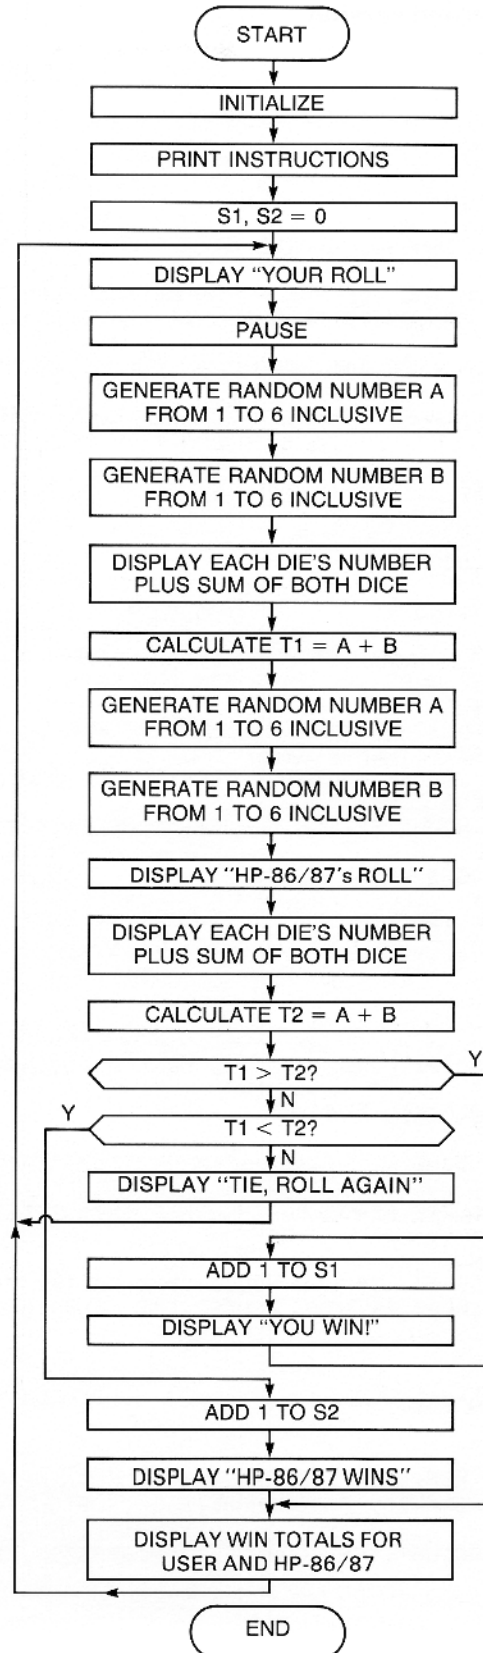 START
INITIALIZE
PRINT INSTRUCTIONS
S1, S2 = 0
DISPLAY "YOUR ROLL"
PAUSE
GENERATE RANDOM NUMBER A
FROM 1 TO 6 INCLUSIVE
GENERATE RANDOM NUMBER B
FROM 1 TO 6 INCLUSIVE
DISPLAY EACH DIE'S NUMBER
PLUS SUM OF BOTH DICE
CALCULATE T1 = A + B
GENERATE RANDOM NUMBER A
FROM 1 TO 6 INCLUSIVE
GENERATE RANDOM NUMBER B
FROM 1 TO 6 INCLUSIVE
DISPLAY "HP-86/87's ROLL"
DISPLAY EACH DIE'S NUMBER
PLUS SUM OF BOTH DICE
CALCULATE T2 = A + B
T1 > T2?
Y
N
Y
T1 < T2?
N
DISPLAY "TIE, ROLL AGAIN"
ADD 1 TO S1
DISPLAY "YOU WIN!"
ADD 1 TO S2
DISPLAY "HP-86/87 WINS"
DISPLAY WIN TOTALS FOR
USER AND HP-86/87
END